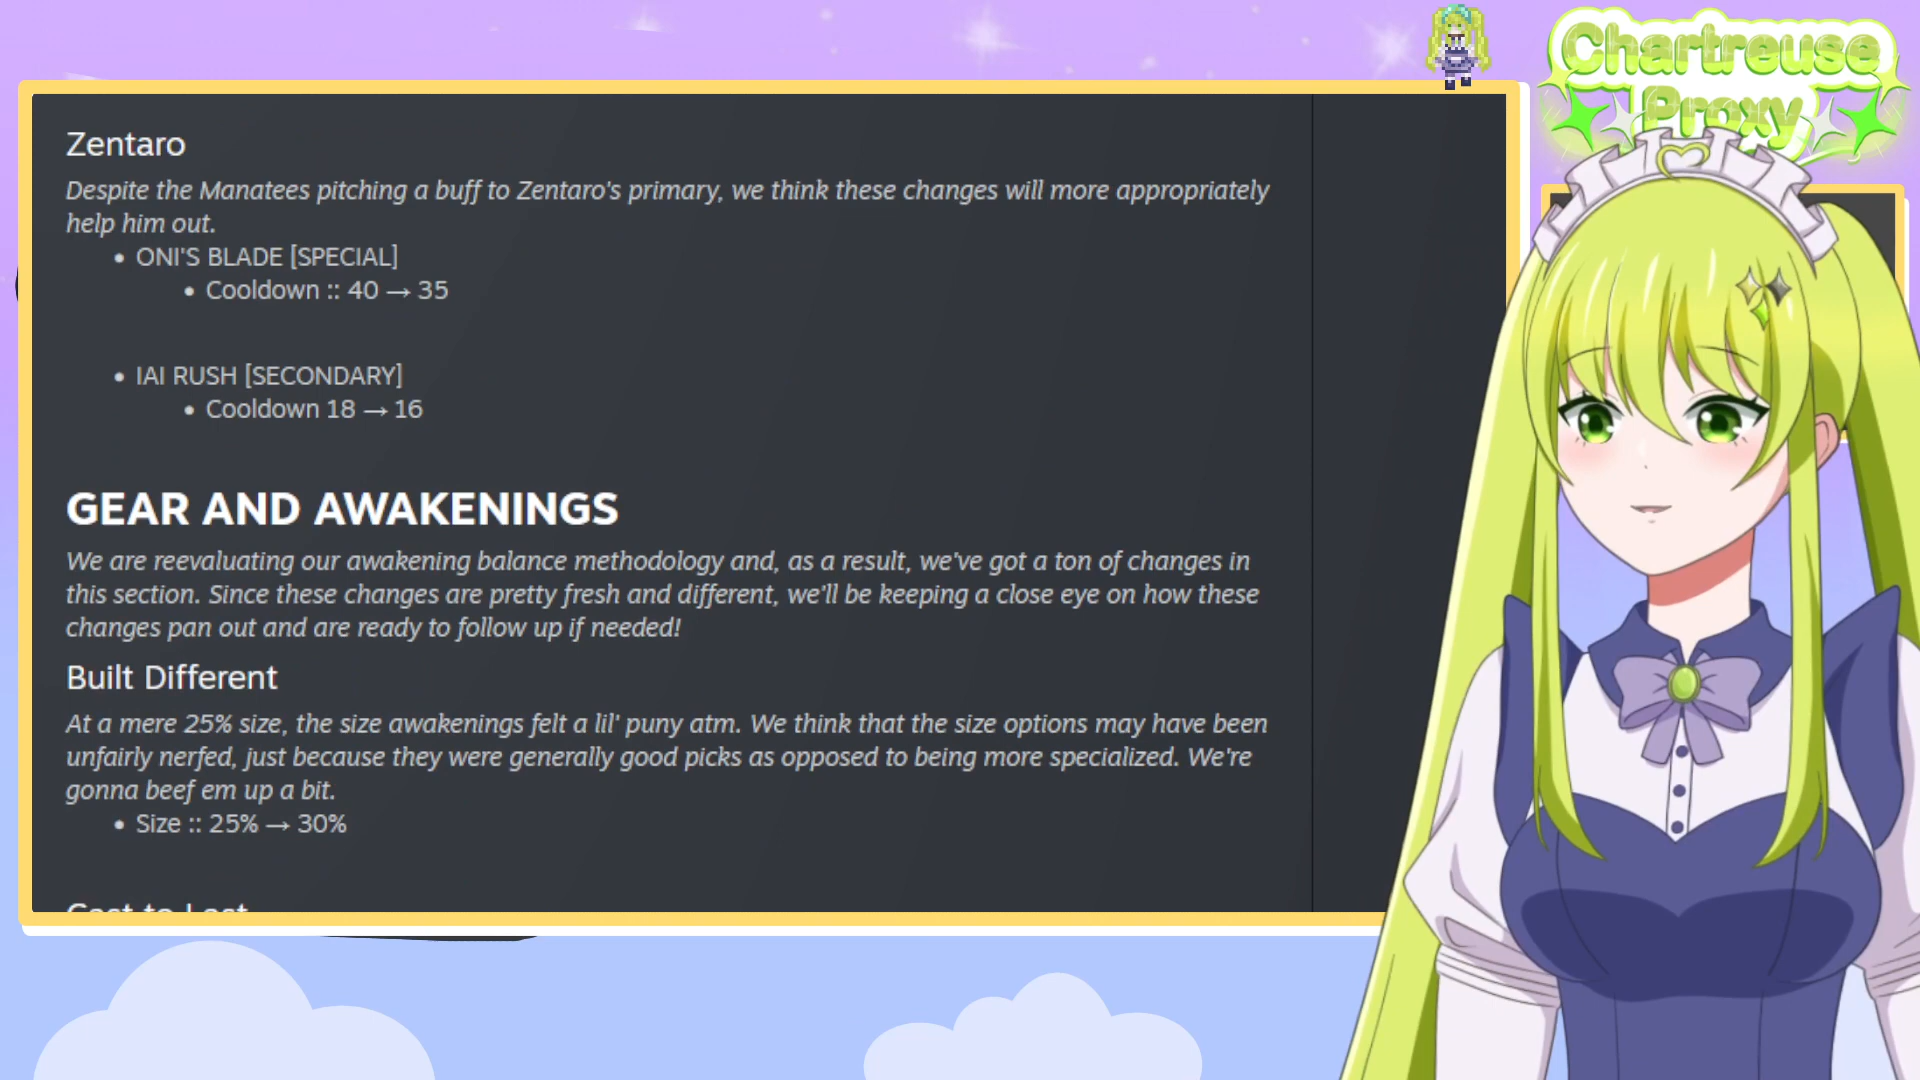 Chartreuse
Proxy
Zentaro
Despite the Manatees pitching a buff to Zentaro's primary, we think these changes will more appropriately
help him out.
• ONI'S BLADE [SPECIAL]
• Cooldown :: 40 → 35
• IAI RUSH [SECONDARY]
• Cooldown 18 → 16
GEAR AND AWAKENINGS
We are reevaluating our awakening balance methodology and, as a result, we've got a ton of changes in
this section. Since these changes are pretty fresh and different, we'll be keeping a close eye on how these
changes pan out and are ready to follow up if needed!
Built Different
At a mere 25% size, the size awakenings felt a lil' puny atm. We think that the size options may have been
unfairly nerfed, just because they were generally good picks as opposed to being more specialized. We're
gonna beef em up a bit.
• Size :: 25% → 30%